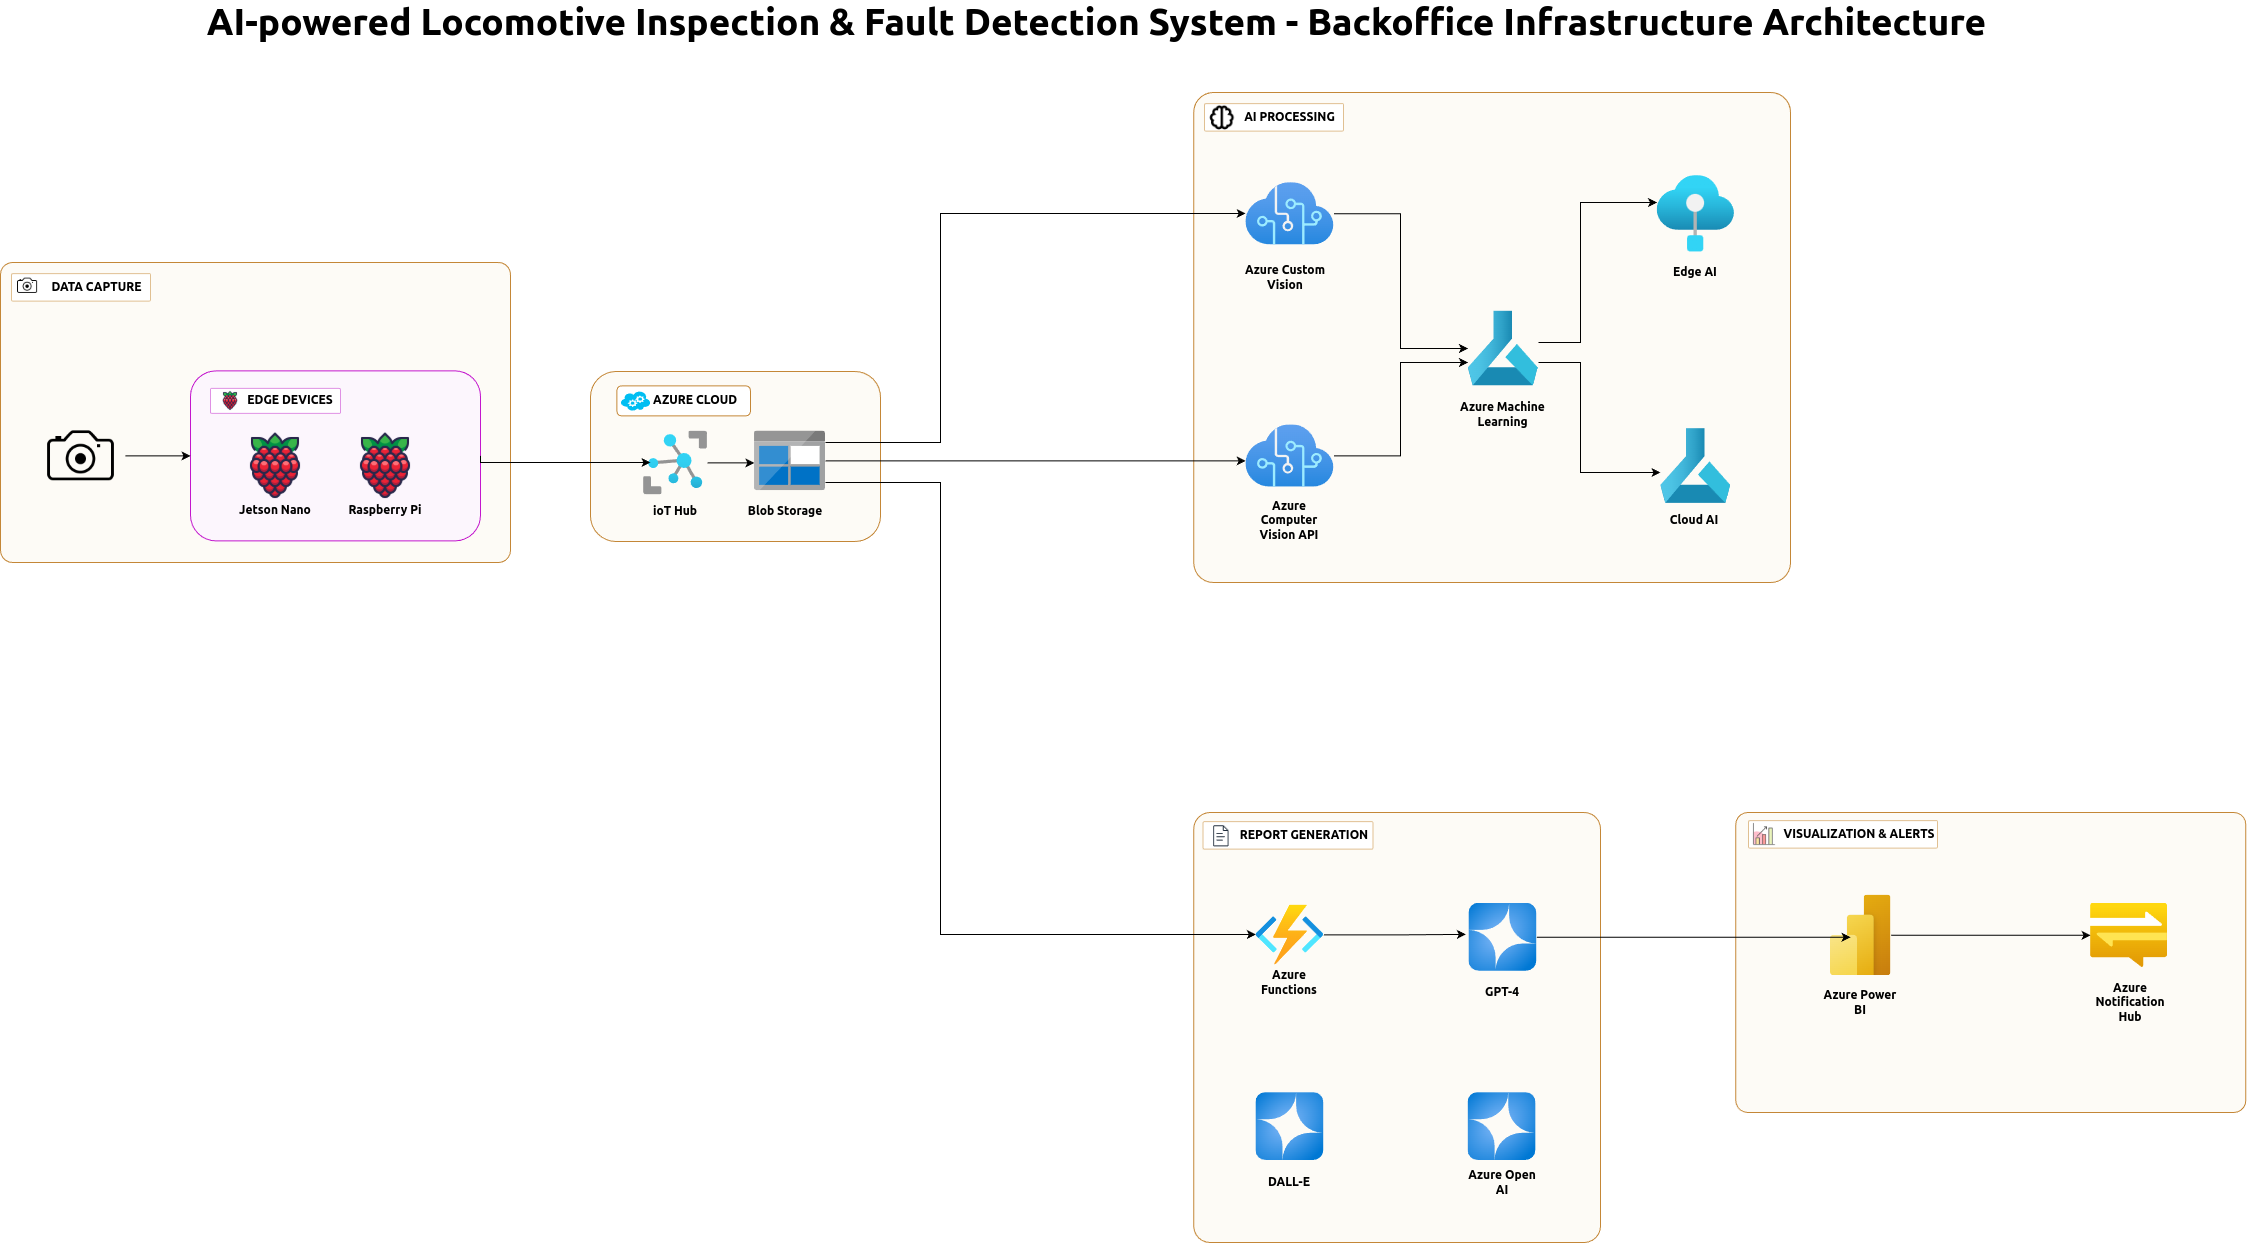 AI-powered Locomotive Inspection & Fault Detection System - Backoffice Infrastructure Architecture
AI PROCESSING
Azure Custom
Vision
Edge AI
Azure Machine
Learning
Azure
Computer
Vision API
Cloud AI
DATA CAPTURE
EDGE DEVICES
Jetson Nano
Raspberry Pi
AZURE CLOUD
ioT Hub
Blob Storage
REPORT GENERATION
Azure
Functions
GPT-4
DALL-E
Azure Open
AI
VISUALIZATION & ALERTS
Azure Power
BI
Azure
Notification
Hub